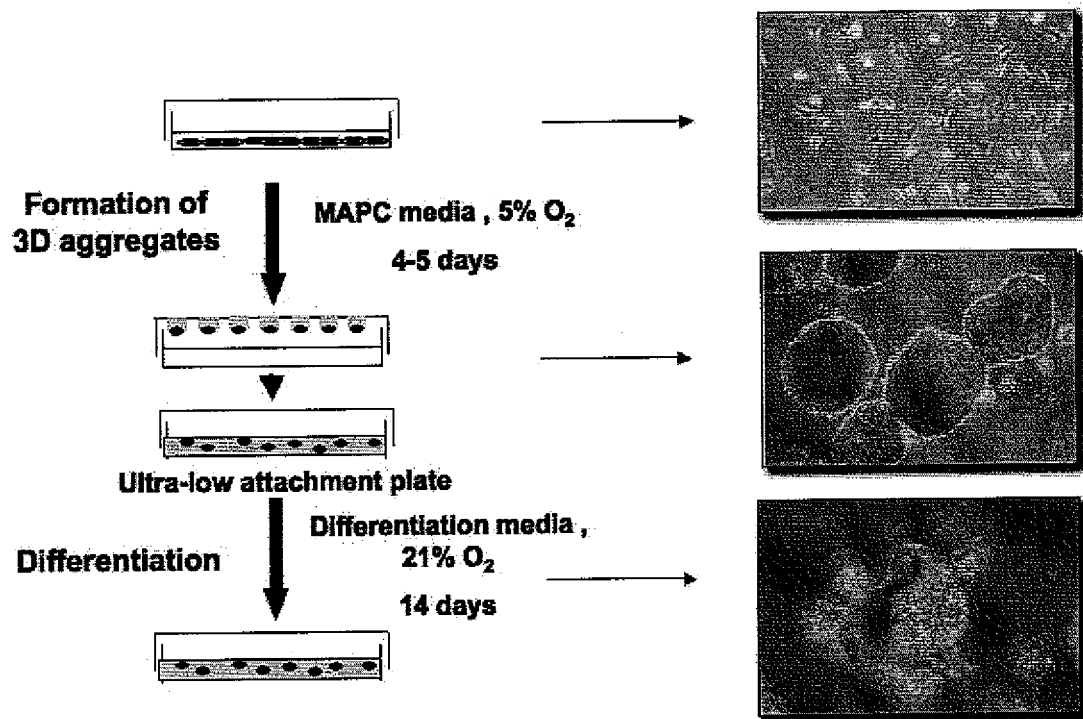 Formation of
3D aggregates
MAPC media , 5% O₂
4-5 days
Ultra-low attachment plate
Differentiation
Differentiation media ,
21% O₂
14 days